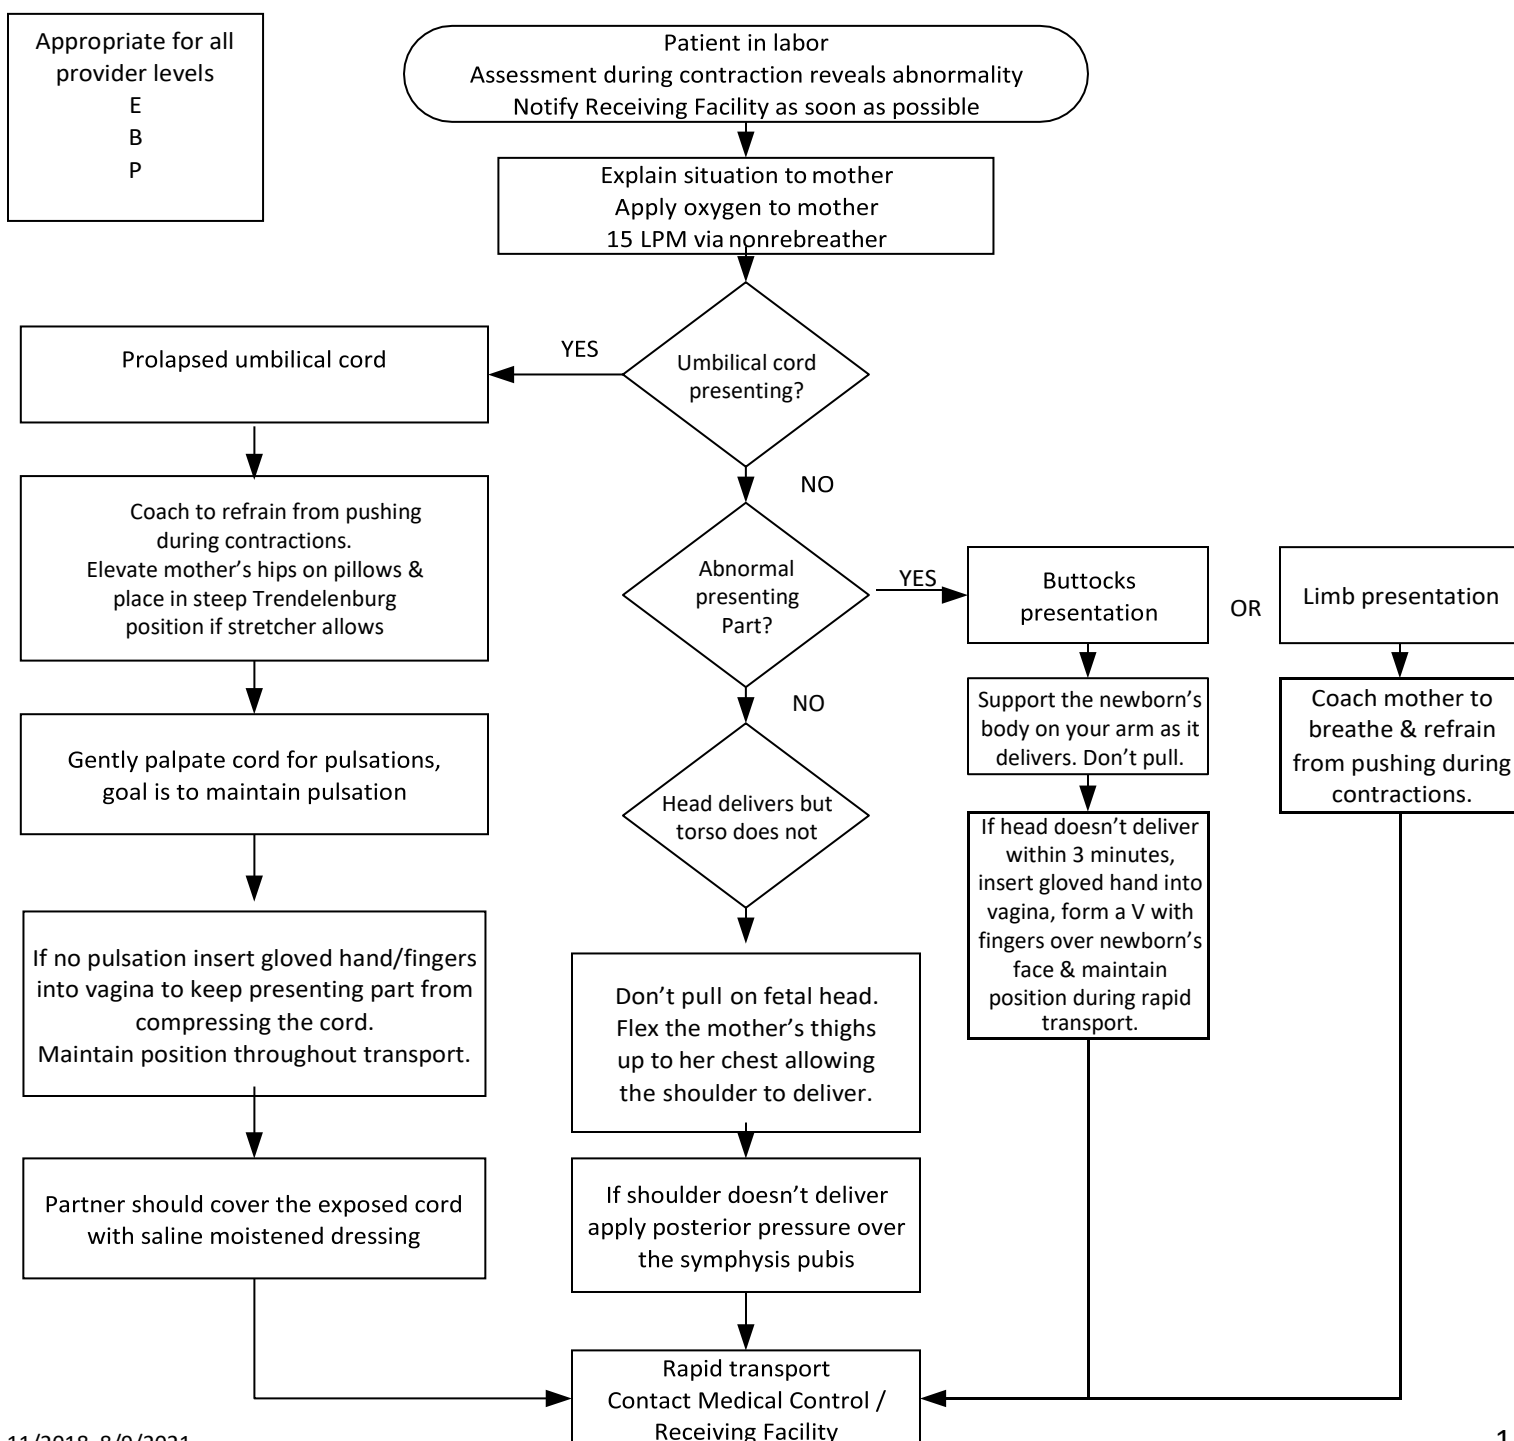 Appropriate for all
provider levels
E
B
P
Patient in labor
Assessment during contraction reveals abnormality
Notify Receiving Facility as soon as possible
Explain situation to mother
Apply oxygen to mother
15 LPM via nonrebreather
Umbilical cord
presenting?
YES
Prolapsed umbilical cord
Coach to refrain from pushing
during contractions.
Elevate mother's hips on pillows &
place in steep Trendelenburg
position if stretcher allows
Gently palpate cord for pulsations,
goal is to maintain pulsation
If no pulsation insert gloved hand/fingers
into vagina to keep presenting part from
compressing the cord.
Maintain position throughout transport.
Partner should cover the exposed cord
with saline moistened dressing
NO
Abnormal
presenting
Part?
YES
Buttocks
presentation
OR
Limb presentation
Support the newborn's
body on your arm as it
delivers. Don't pull.
If head doesn't deliver
within 3 minutes,
insert gloved hand into
vagina, form a V with
fingers over newborn's
face & maintain
position during rapid
transport.
Coach mother to
breathe & refrain
from pushing during
contractions.
NO
Head delivers but
torso does not
Don't pull on fetal head.
Flex the mother's thighs
up to her chest allowing
the shoulder to deliver.
If shoulder doesn't deliver
apply posterior pressure over
the symphysis pubis
Rapid transport
Contact Medical Control /
Receiving Facility
11/2018, 8/9/2021
1